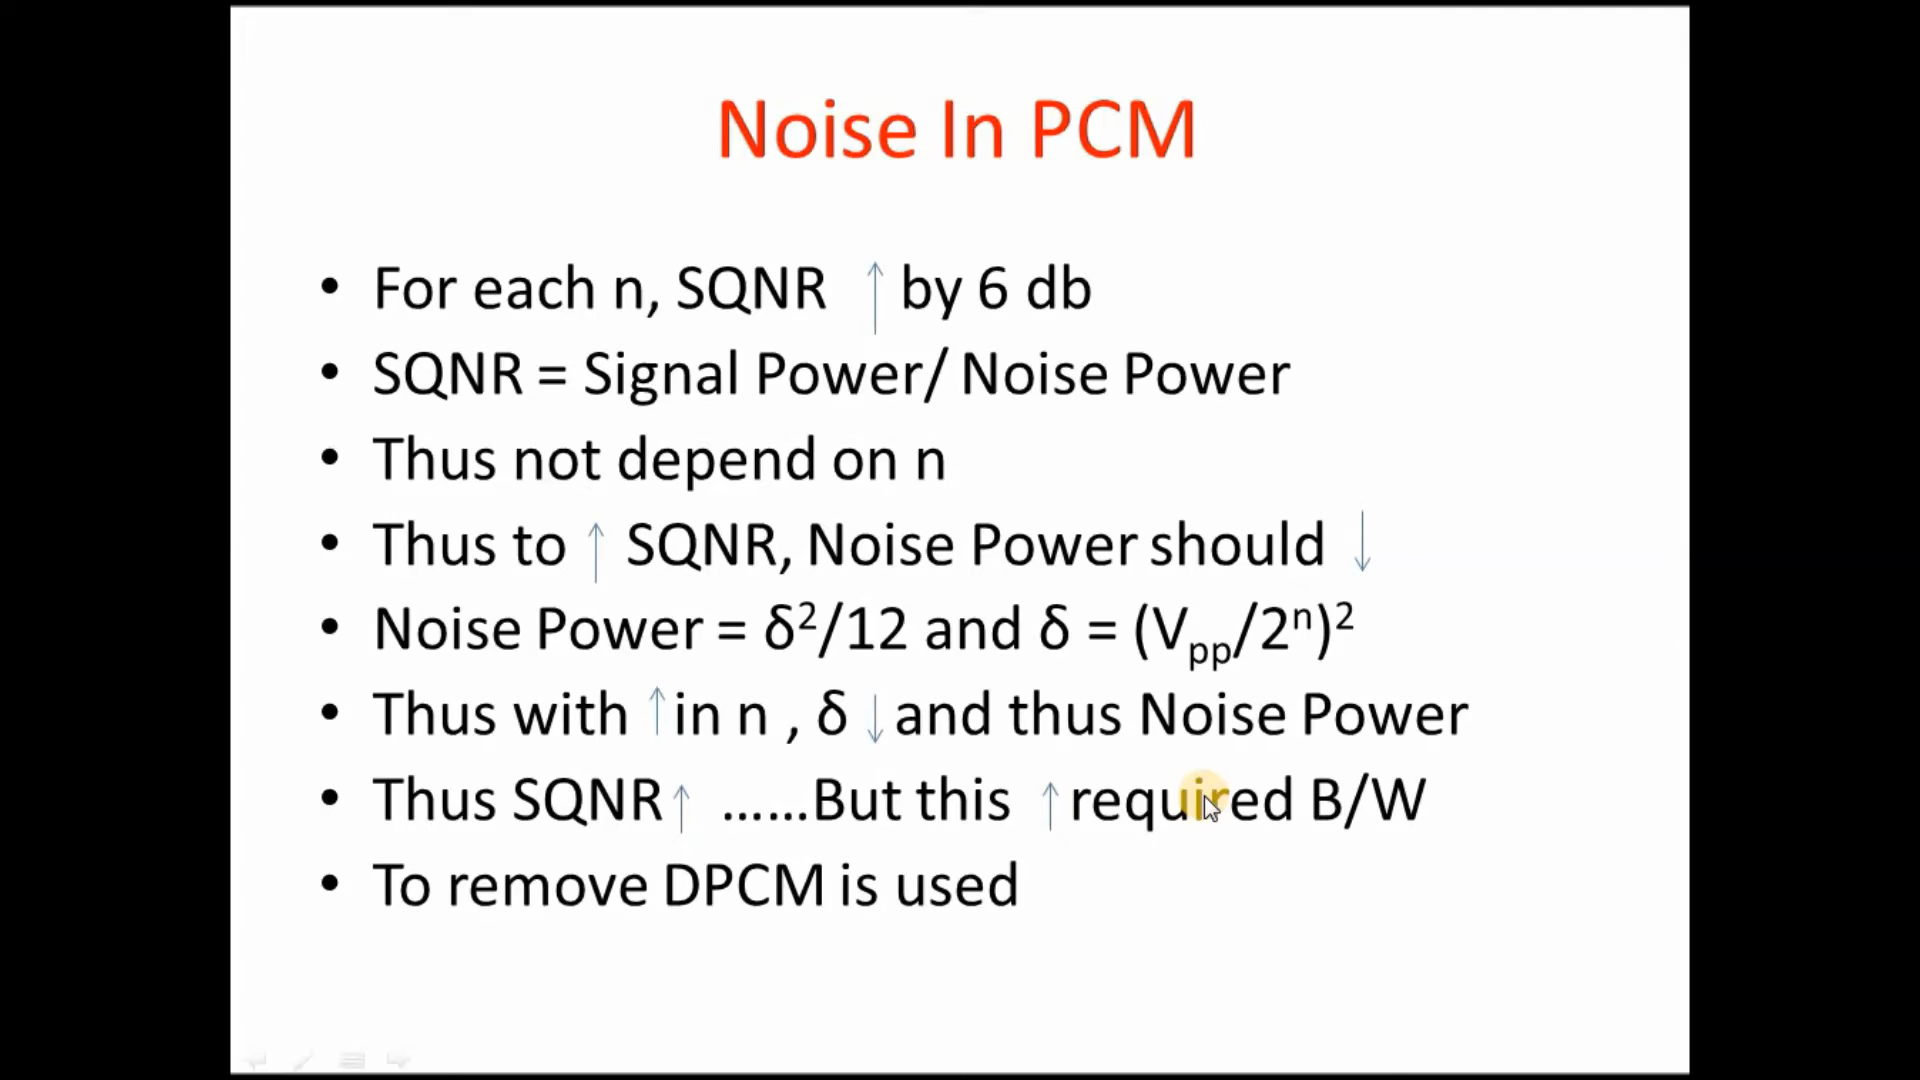 Noise In PCM
• For each n, SQNR ↑ by 6 db
• SQNR = Signal Power/ Noise Power
• Thus not depend on n
• Thus to ↑ SQNR, Noise Power should ↓
• Noise Power = δ²/12 and δ = (Vpp/2ⁿ)²
• Thus with ↑ in n , δ ↓ and thus Noise Power
• Thus SQNR ↑ ......But this ↑ required B/W
• To remove DPCM is used